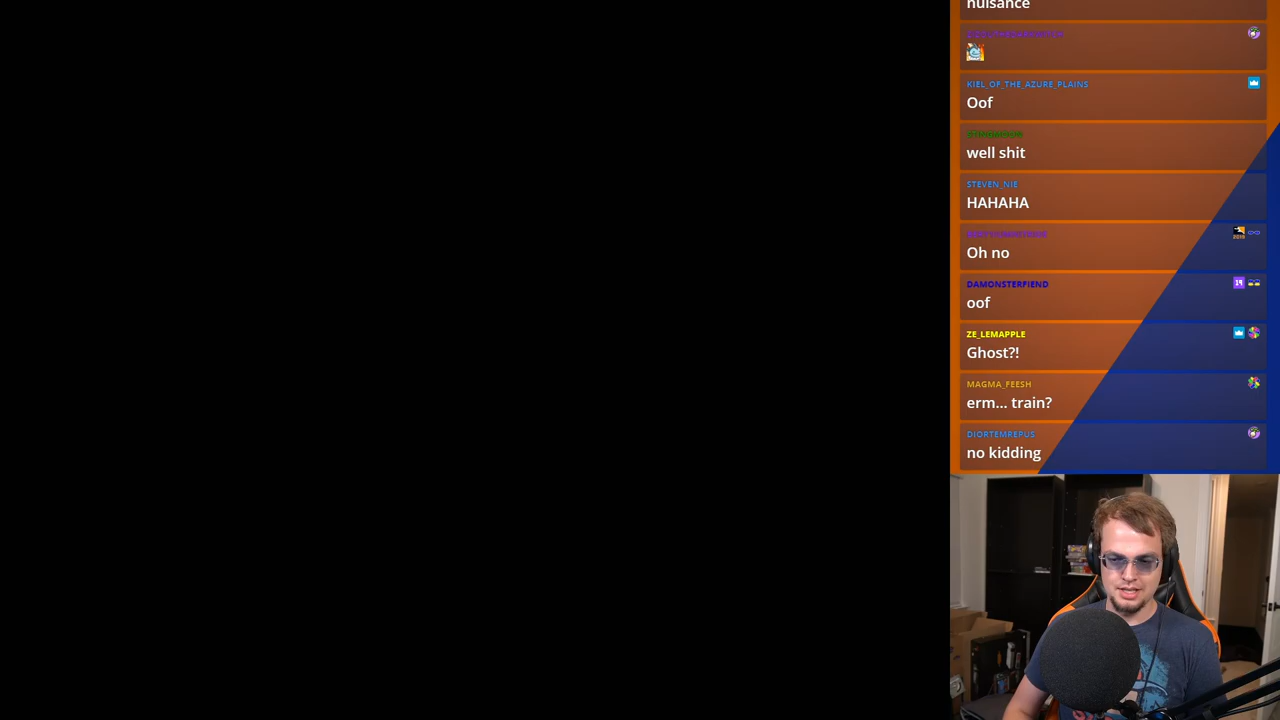 nuisance
KIEL_OF_THE_AZURE_PLAINS
Oof
well shit
STEVEN_NIE
HAHAHA
Oh no
DAMONSTERFIEND
19
oof
ZE_LEMAPPLE
Ghost?!
MAGMA_FEESH
erm... train?
DIORTEMREPUS
no kidding